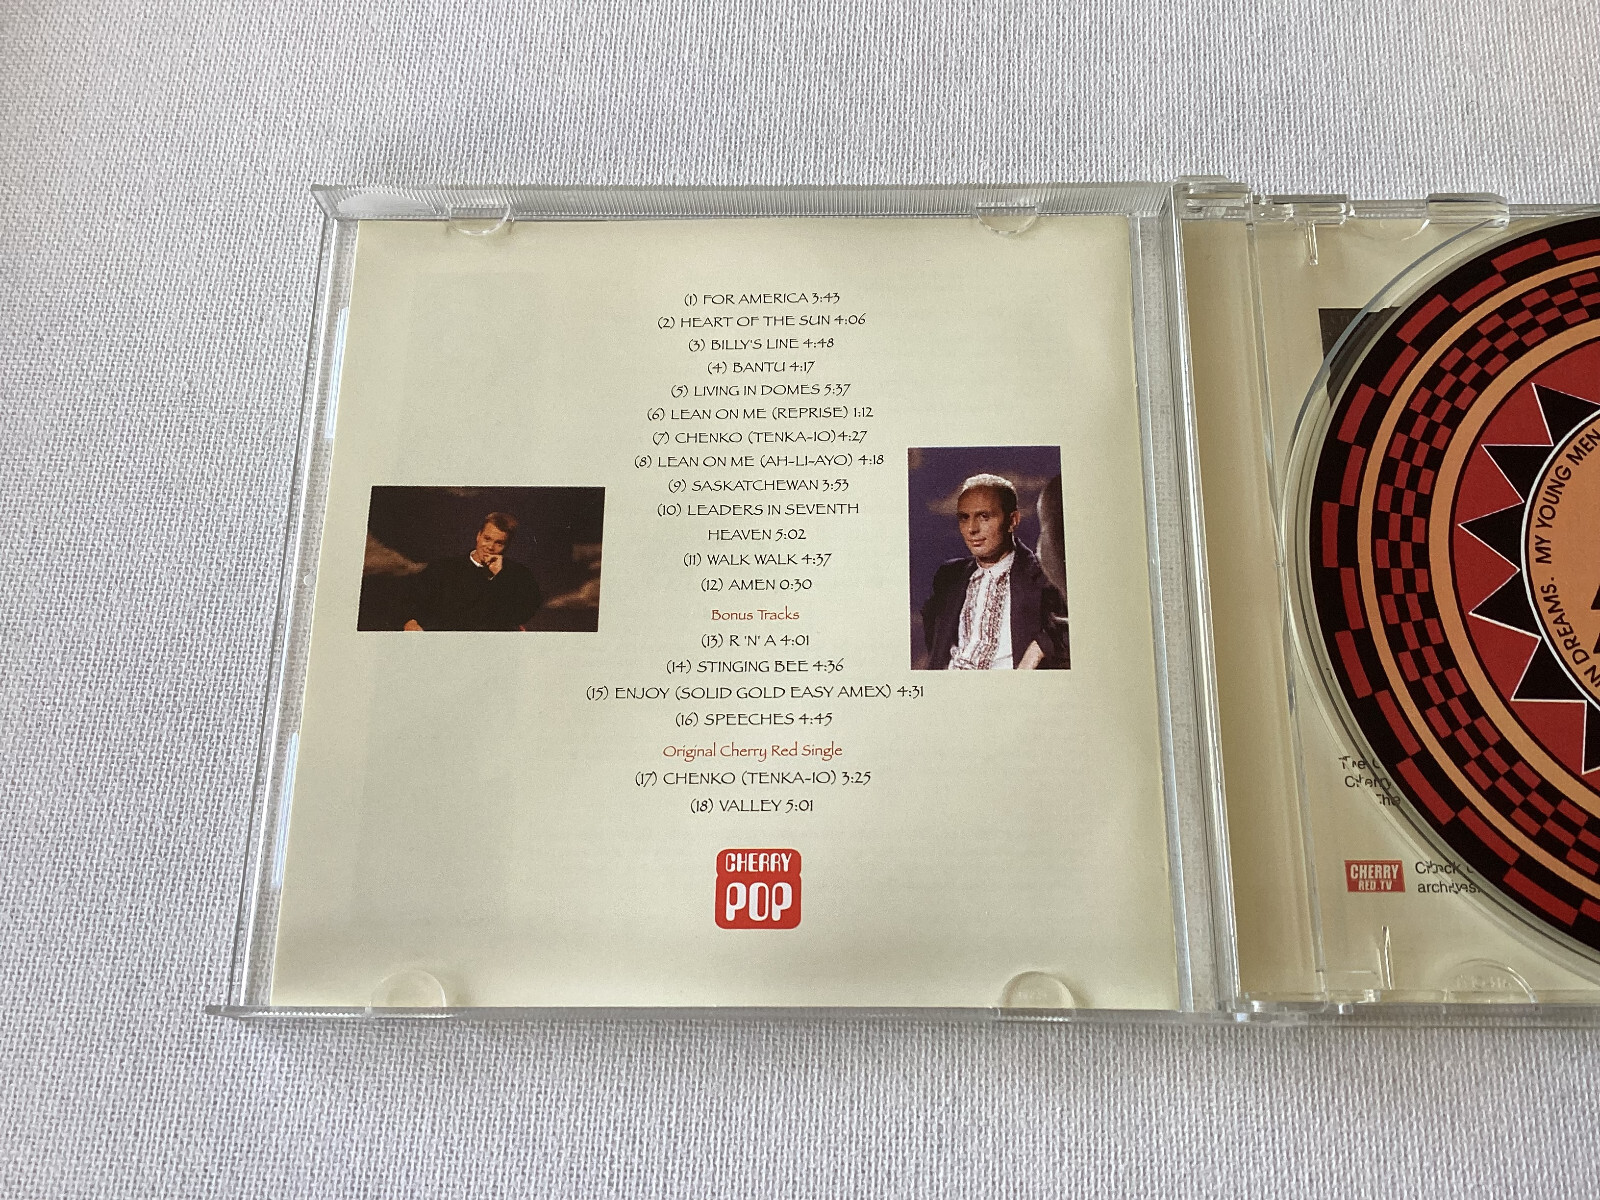 (1) FOR AMERICA 3:43
(2) HEART OF THE SUN 4:06
(3) BILLY'S LINE 4:48
(4) BANTU 4:17
(5) LIVING IN DOMES 5:37
(6) LEAN ON ME (REPRISE) 1:12
(7) CHENKO (TENKA-IO) 4:27
(8) LEAN ON ME (AH-LI-AYO) 4:18
(9) SASKATCHEWAN 3:53
(10) LEADERS IN SEVENTH
HEAVEN 5:02
(11) WALK WALK 4:37
(12) AMEN 0:30
Bonus Tracks
(13) R 'N' A 4:01
(14) STINGING BEE 4:36
(15) ENJOY (SOLID GOLD EASY AMEX) 4:31
(16) SPEECHES 4:45
Original Cherry Red Single
(17) CHENKO (TENKA-IO) 3:25
(18) VALLEY 5:01
CHERRY
POP
DREAMS. MY YOUNG MEN
The
Cherry
The
CHERRY
RED.TV
Check
archives.